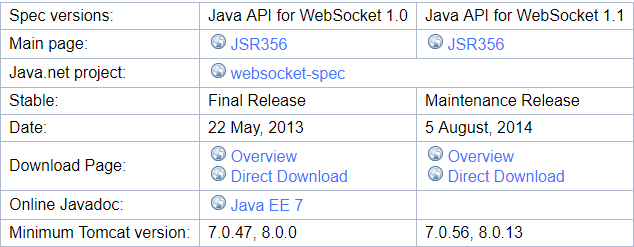 Spec versions: Java API for WebSocket 1.0 Java API for WebSocket 1.1
Main page: JSR356 JSR356
Java.net project: websocket-spec
Stable: Final Release Maintenance Release
Date: 22 May, 2013 5 August, 2014
Download Page: Overview Overview
Direct Download Direct Download
Online Javadoc: Java EE 7
Minimum Tomcat version: 7.0.47, 8.0.0 7.0.56, 8.0.13